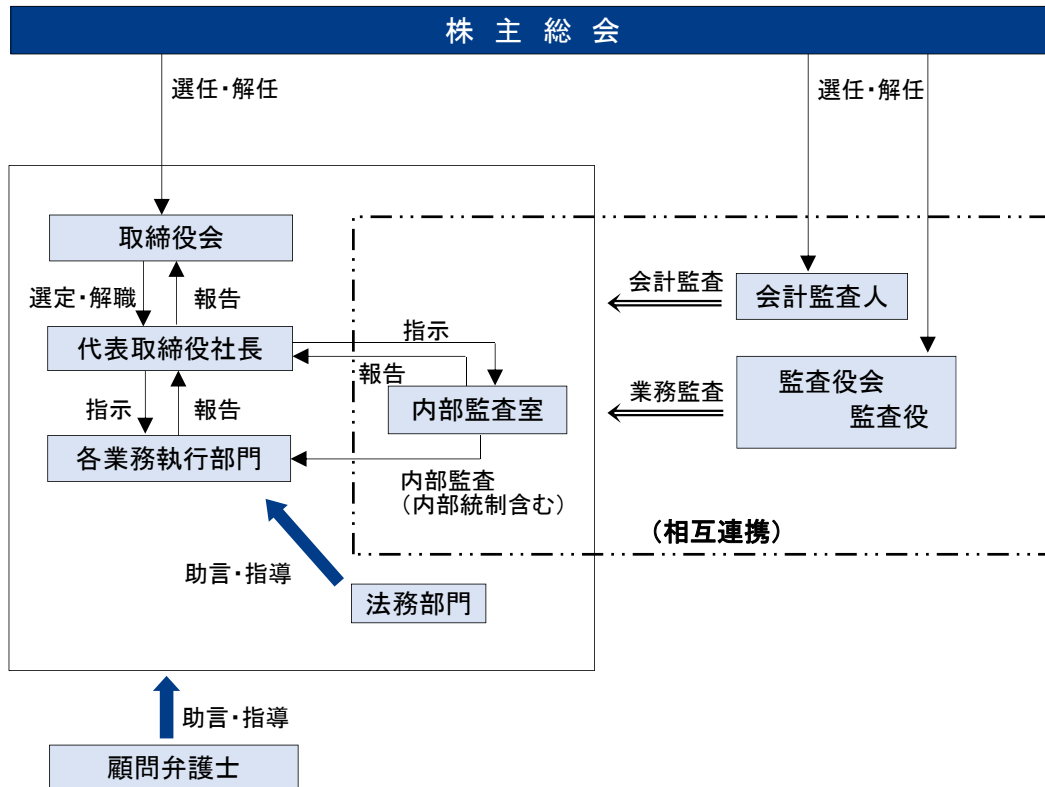 株主総会
選任・解任
選任・解任
取締役会
選定・解職
報告
代表取締役社長
指示
報告
指示
報告
各業務執行部門
内部監査室
内部監査
（内部統制含む）
会計監査
会計監査人
業務監査
監査役会
監査役
（相互連携）
助言・指導
法務部門
助言・指導
顧問弁護士